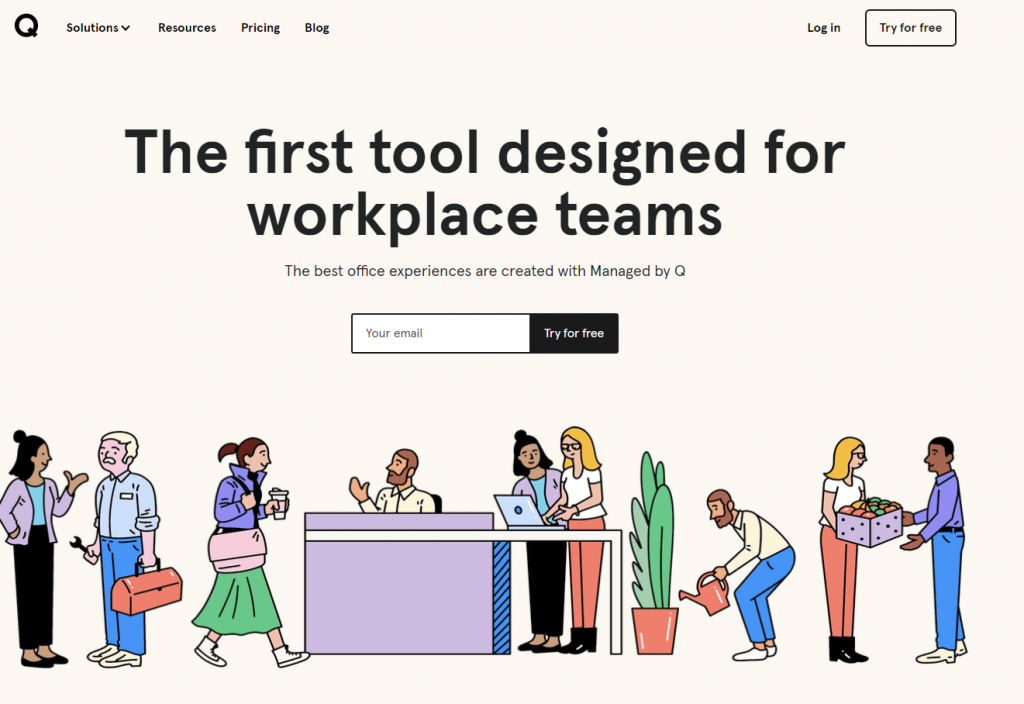 Q
Solutions
Resources
Pricing
Blog
Log in
Try for free
The first tool designed for
workplace teams
The best office experiences are created with Managed by Q
Your email
Try for free